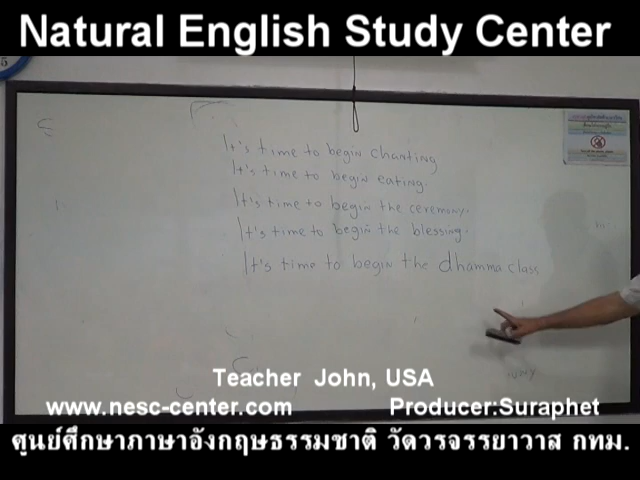 Natural English Study Center
5
It's time to begin chanting
It's time to begin eating.
It's time to begin the ceremony.
It's time to begin the blessing.
It's time to begin the dhamma class
Teacher John, USA
www.nesc-center.com Producer:Suraphet
ศูนย์ศึกษาภาษาอังกฤษธรรมชาติ วัดวรจรรยาวาส กทม.